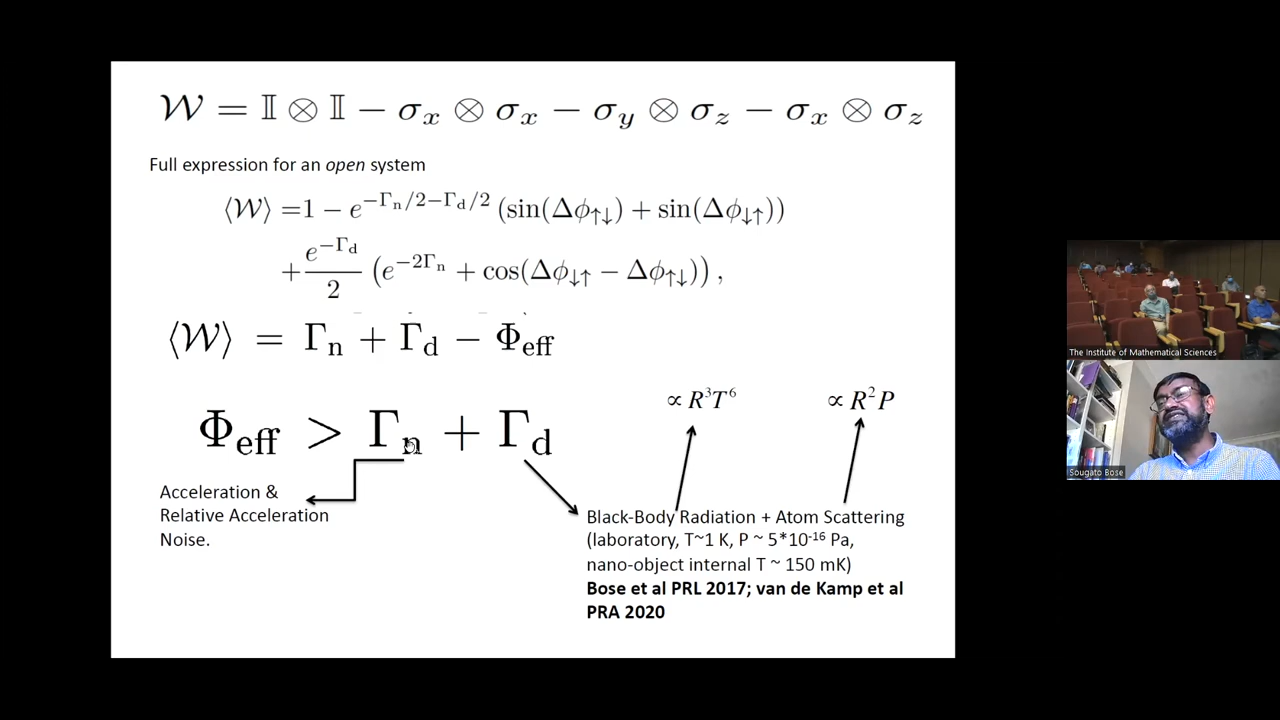 𝒲 = 𝕀 ⊗ 𝕀 − σ_x ⊗ σ_x − σ_y ⊗ σ_z − σ_x ⊗ σ_z
Full expression for an open system
⟨𝒲⟩ =1 − e^{−Γ_n/2−Γ_d/2} (sin(Δϕ_{↑↓}) + sin(Δϕ_{↓↑}))
+ e^{−Γ_d}/2 (e^{−2Γ_n} + cos(Δϕ_{↓↑} − Δϕ_{↑↓})) ,
⟨𝒲⟩ = Γ_n + Γ_d − Φ_eff
Φ_eff > Γ_n + Γ_d
∝ R³T⁶
∝ R²P
Acceleration &
Relative Acceleration
Noise.
Black-Body Radiation + Atom Scattering
(laboratory, T~1 K, P ~ 5*10⁻¹⁶ Pa,
nano-object internal T ~ 150 mK)
Bose et al PRL 2017; van de Kamp et al
PRA 2020
The Institute of Mathematical Sciences
Sougato Bose